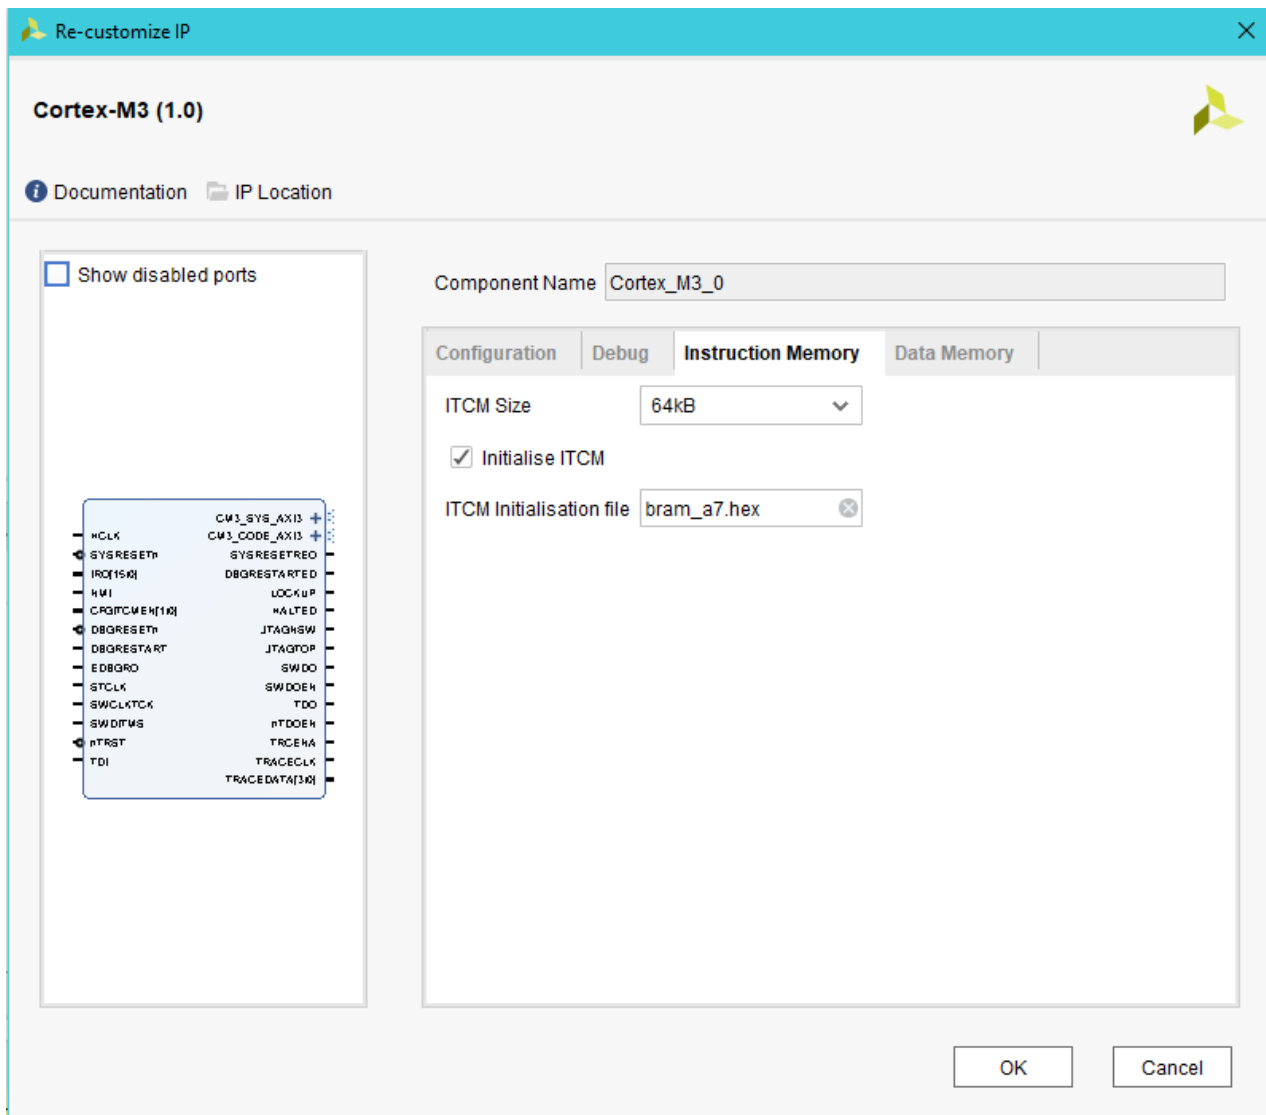 Re-customize IP
Cortex-M3 (1.0)
Documentation IP Location
Show disabled ports
Component Name Cortex_M3_0
Configuration Debug Instruction Memory Data Memory
ITCM Size 64kB
Initialise ITCM
ITCM Initialisation file bram_a7.hex
CM3_SYS_AXI3
HCLK CM3_CODE_AXI3
SYSRESETn SYSRESETREQ
IRQ[15:0] DBGRESTARTED
NMI LOCKUP
CFGITCMEN[1:0] HALTED
DBGRESETn JTAGNSW
DBGRESTART JTAGTOP
EDBGRQ SWDO
STCLK SWDOEN
SWCLKTCK TDO
SWDITMS nTDOEN
nTRST TRCENA
TDI TRACECLK
TRACEDATA[3:0]
OK Cancel